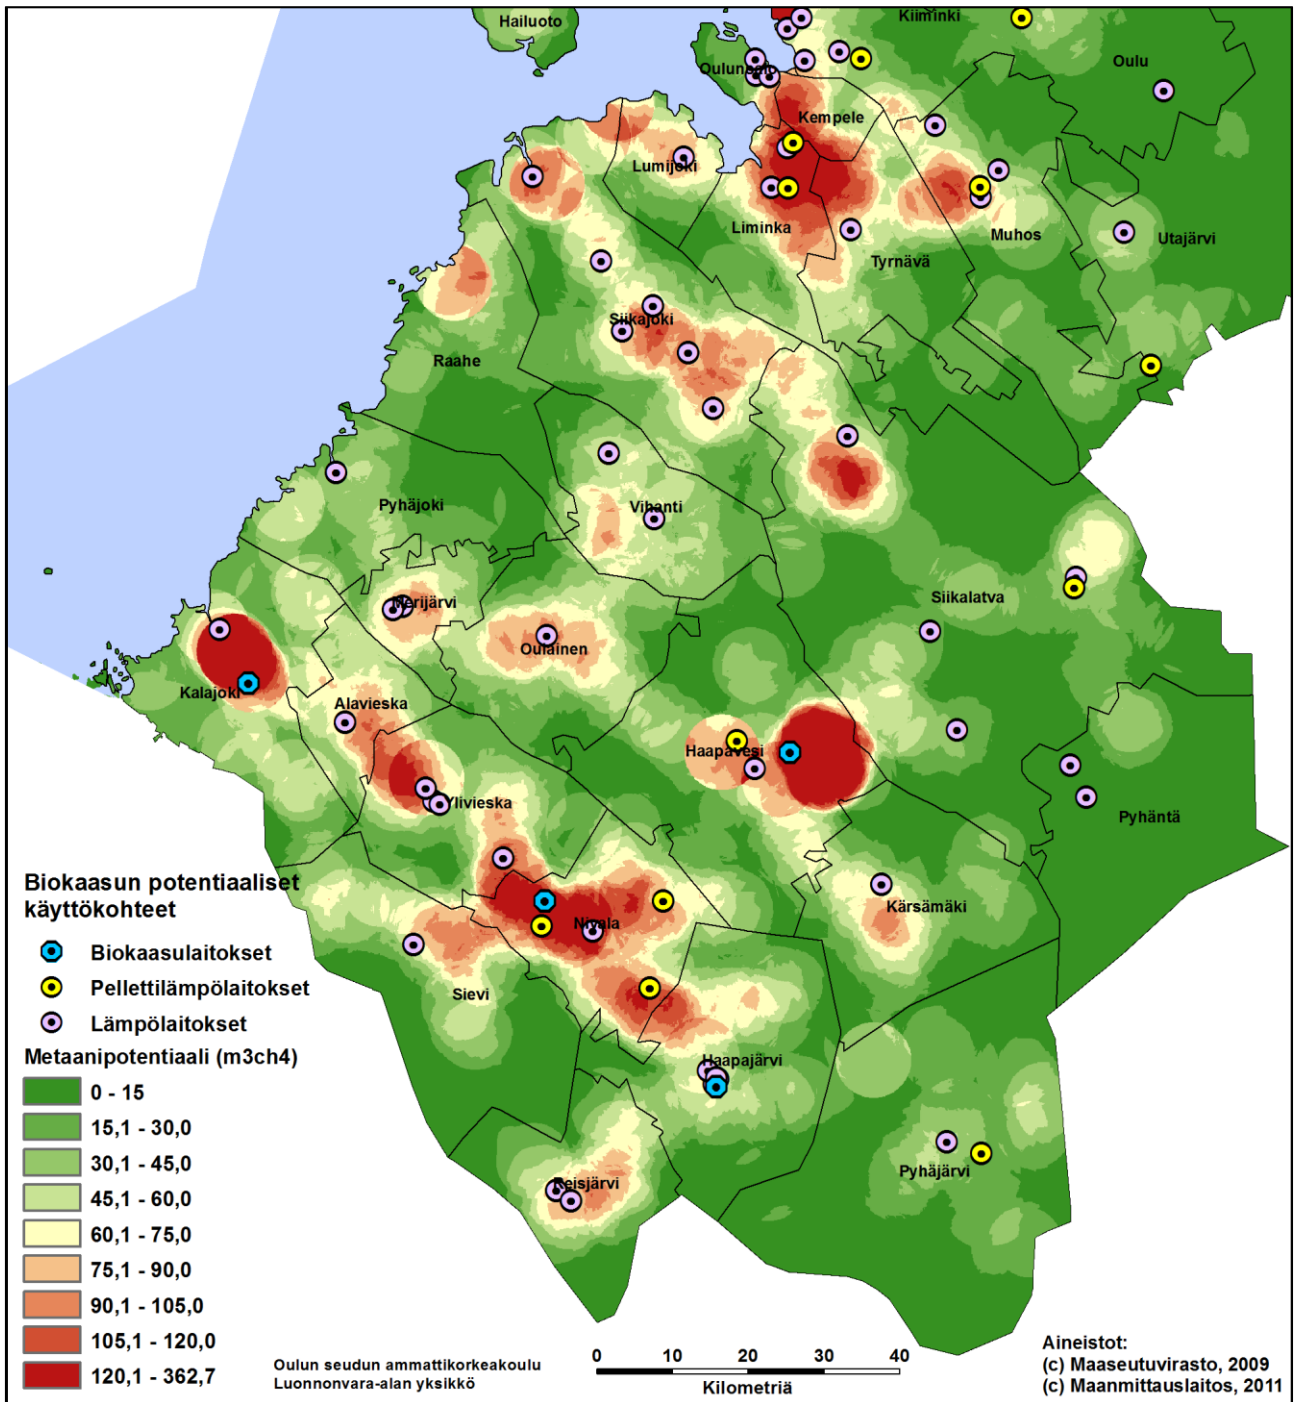 Hailuoto
Kiiminki
Oulu
Oulunsalo
Kempele
Lumijoki
Liminka
Muhos
Utajärvi
Tyrnävä
Siikajoki
Raahe
Vihanti
Pyhäjoki
Siikalatva
Merijärvi
Oulainen
Kalajoki
Alavieska
Haapavesi
Ylivieska
Pyhäntä
Kärsämäki
Nivala
Sievi
Haapajärvi
Pyhäjärvi
Reisjärvi
Biokaasun potentiaaliset
käyttökohteet
Biokaasulaitokset
Pellettilämpölaitokset
Lämpölaitokset
Metaanipotentiaali (m3ch4)
0 - 15
15,1 - 30,0
30,1 - 45,0
45,1 - 60,0
60,1 - 75,0
75,1 - 90,0
90,1 - 105,0
105,1 - 120,0
120,1 - 362,7
Oulun seudun ammattikorkeakoulu
Luonnonvara-alan yksikkö
0 10 20 30 40
Kilometriä
Aineistot:
(c) Maaseutuvirasto, 2009
(c) Maanmittauslaitos, 2011